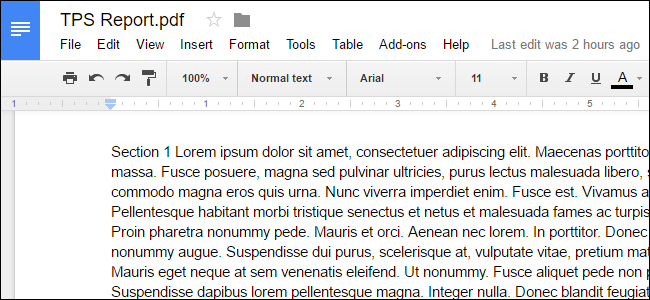 TPS Report.pdf
File Edit View Insert Format Tools Table Add-ons Help Last edit was 2 hours ago
100% Normal text Arial 11 B I U A
1 1 2 3 4 5
Section 1 Lorem ipsum dolor sit amet, consectetuer adipiscing elit. Maecenas porttito
massa. Fusce posuere, magna sed pulvinar ultricies, purus lectus malesuada libero, s
commodo magna eros quis urna. Nunc viverra imperdiet enim. Fusce est. Vivamus a
Pellentesque habitant morbi tristique senectus et netus et malesuada fames ac turpis
Proin pharetra nonummy pede. Mauris et orci. Aenean nec lorem. In porttitor. Donec
nonummy augue. Suspendisse dui purus, scelerisque at, vulputate vitae, pretium mat
Mauris eget neque at sem venenatis eleifend. Ut nonummy. Fusce aliquet pede non p
Suspendisse dapibus lorem pellentesque magna. Integer nulla. Donec blandit feugiat